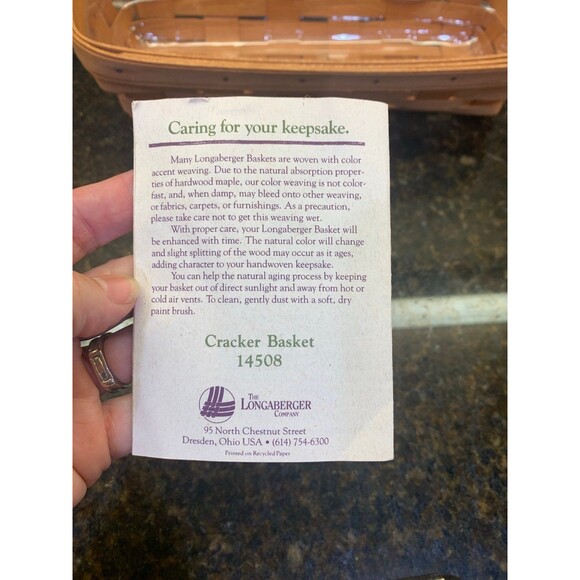 Caring for your keepsake.
Many Longaberger Baskets are woven with color
accent weaving. Due to the natural absorption proper-
ties of hardwood maple, our color weaving is not color-
fast, and, when damp, may bleed onto other weaving,
or fabrics, carpets, or furnishings. As a precaution,
please take care not to get this weaving wet.
With proper care, your Longaberger Basket will
be enhanced with time. The natural color will change
and slight splitting of the wood may occur as it ages,
adding character to your handwoven keepsake.
You can help the natural aging process by keeping
your basket out of direct sunlight and away from hot or
cold air vents. To clean, gently dust with a soft, dry
paint brush.
Cracker Basket
14508
THE
LONGABERGER
COMPANY
95 North Chestnut Street
Dresden, Ohio USA • (614) 754-6300
Printed on Recycled Paper